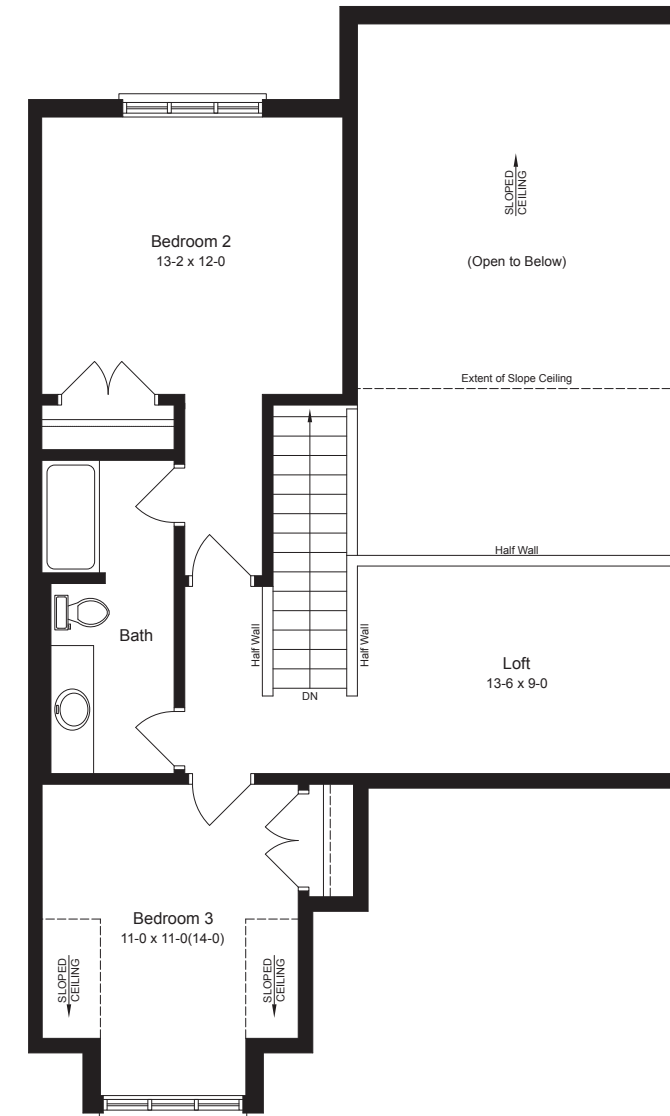 SLOPED
CEILING
Bedroom 2
13-2 x 12-0
(Open to Below)
Extent of Slope Ceiling
Half Wall
Bath
Half Wall
Half Wall
Loft
13-6 x 9-0
DN
Bedroom 3
11-0 x 11-0(14-0)
SLOPED
CEILING
SLOPED
CEILING